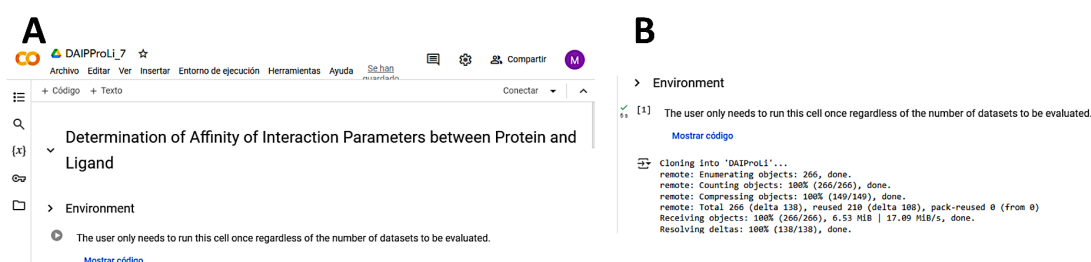 A
DAIPProLi_7
Archivo Editar Ver Insertar Entorno de ejecución Herramientas Ayuda Se han guardado
Compartir
M
+ Código + Texto
Conectar
Determination of Affinity of Interaction Parameters between Protein and
Ligand
{x}
Environment
The user only needs to run this cell once regardless of the number of datasets to be evaluated.
Mostrar código
B
Environment
[1] The user only needs to run this cell once regardless of the number of datasets to be evaluated.
6 s
Mostrar código
Cloning into 'DAIProLi'...
remote: Enumerating objects: 266, done.
remote: Counting objects: 100% (266/266), done.
remote: Compressing objects: 100% (149/149), done.
remote: Total 266 (delta 138), reused 210 (delta 108), pack-reused 0 (from 0)
Receiving objects: 100% (266/266), 6.53 MiB | 17.09 MiB/s, done.
Resolving deltas: 100% (138/138), done.